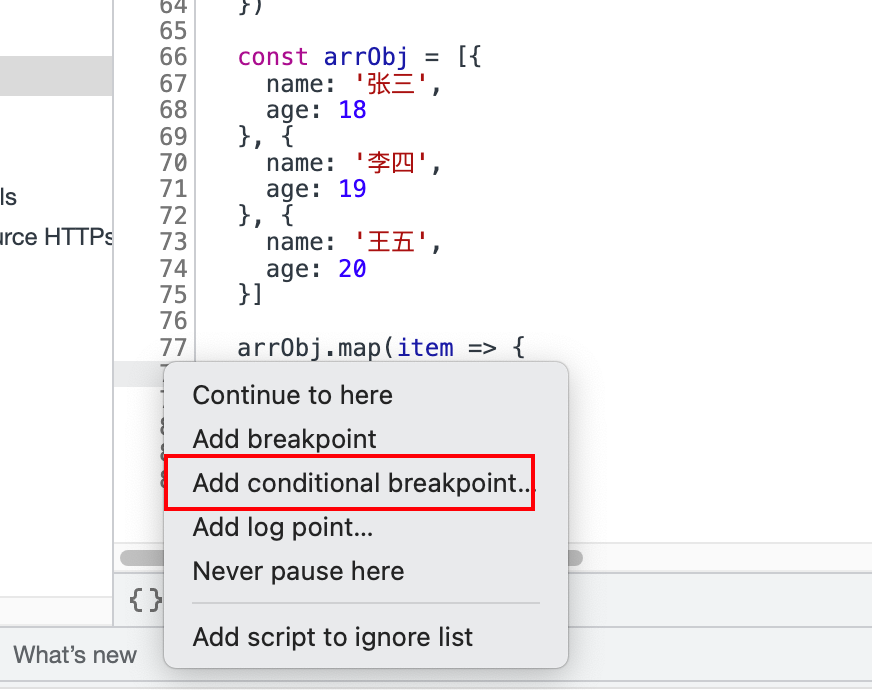 64 })
65
66 const arrObj = [{
67 name: '张三',
68 age: 18
69 }, {
70 name: '李四',
71 age: 19
72 }, {
73 name: '王五',
74 age: 20
75 }]
76
77 arrObj.map(item => {
ls
urce HTTPs
Continue to here
Add breakpoint
Add conditional breakpoint...
Add log point...
Never pause here
Add script to ignore list
{}
What's new